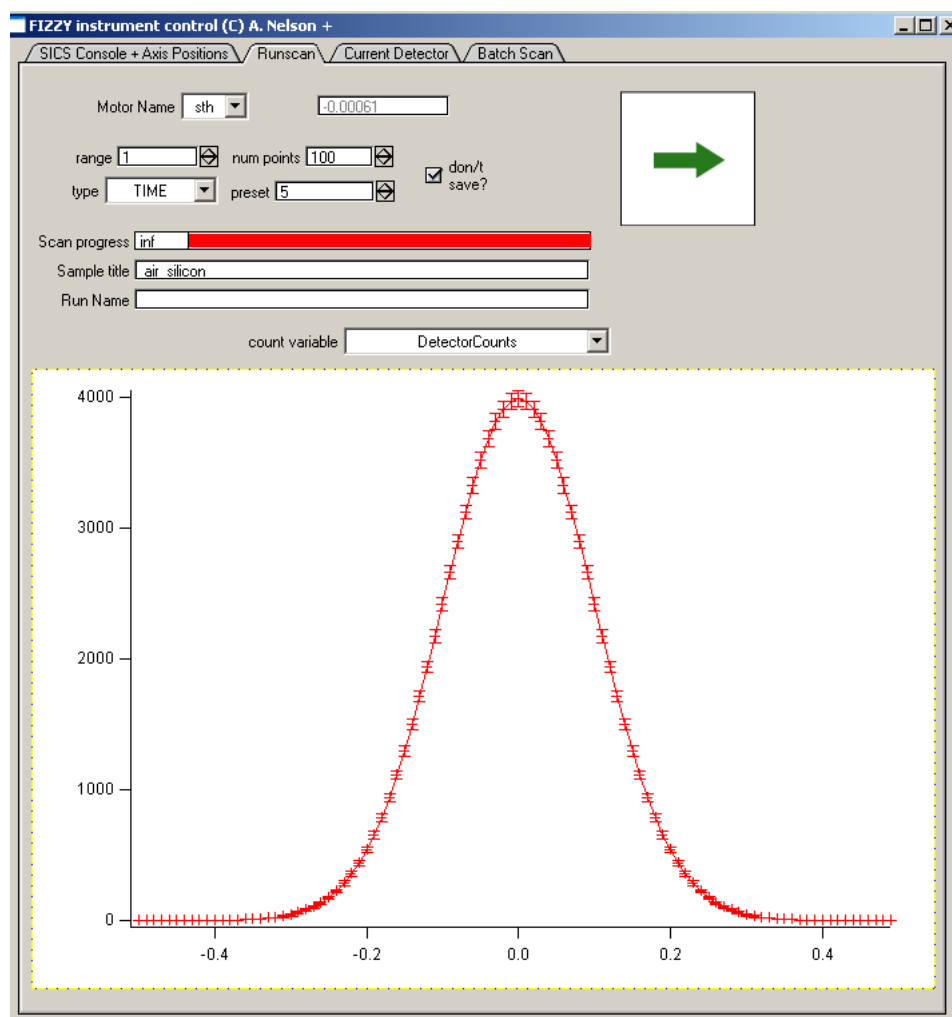 FIZZY instrument control (C) A. Nelson +
SICS Console + Axis Positions Runscan Current Detector Batch Scan
Motor Name sth -0.00061
range 1 num points 100
don/t save?
type TIME preset 5
Scan progress inf
Sample title air silicon
Run Name
count variable DetectorCounts
4000
3000
2000
1000
0
-0.4 -0.2 0.0 0.2 0.4